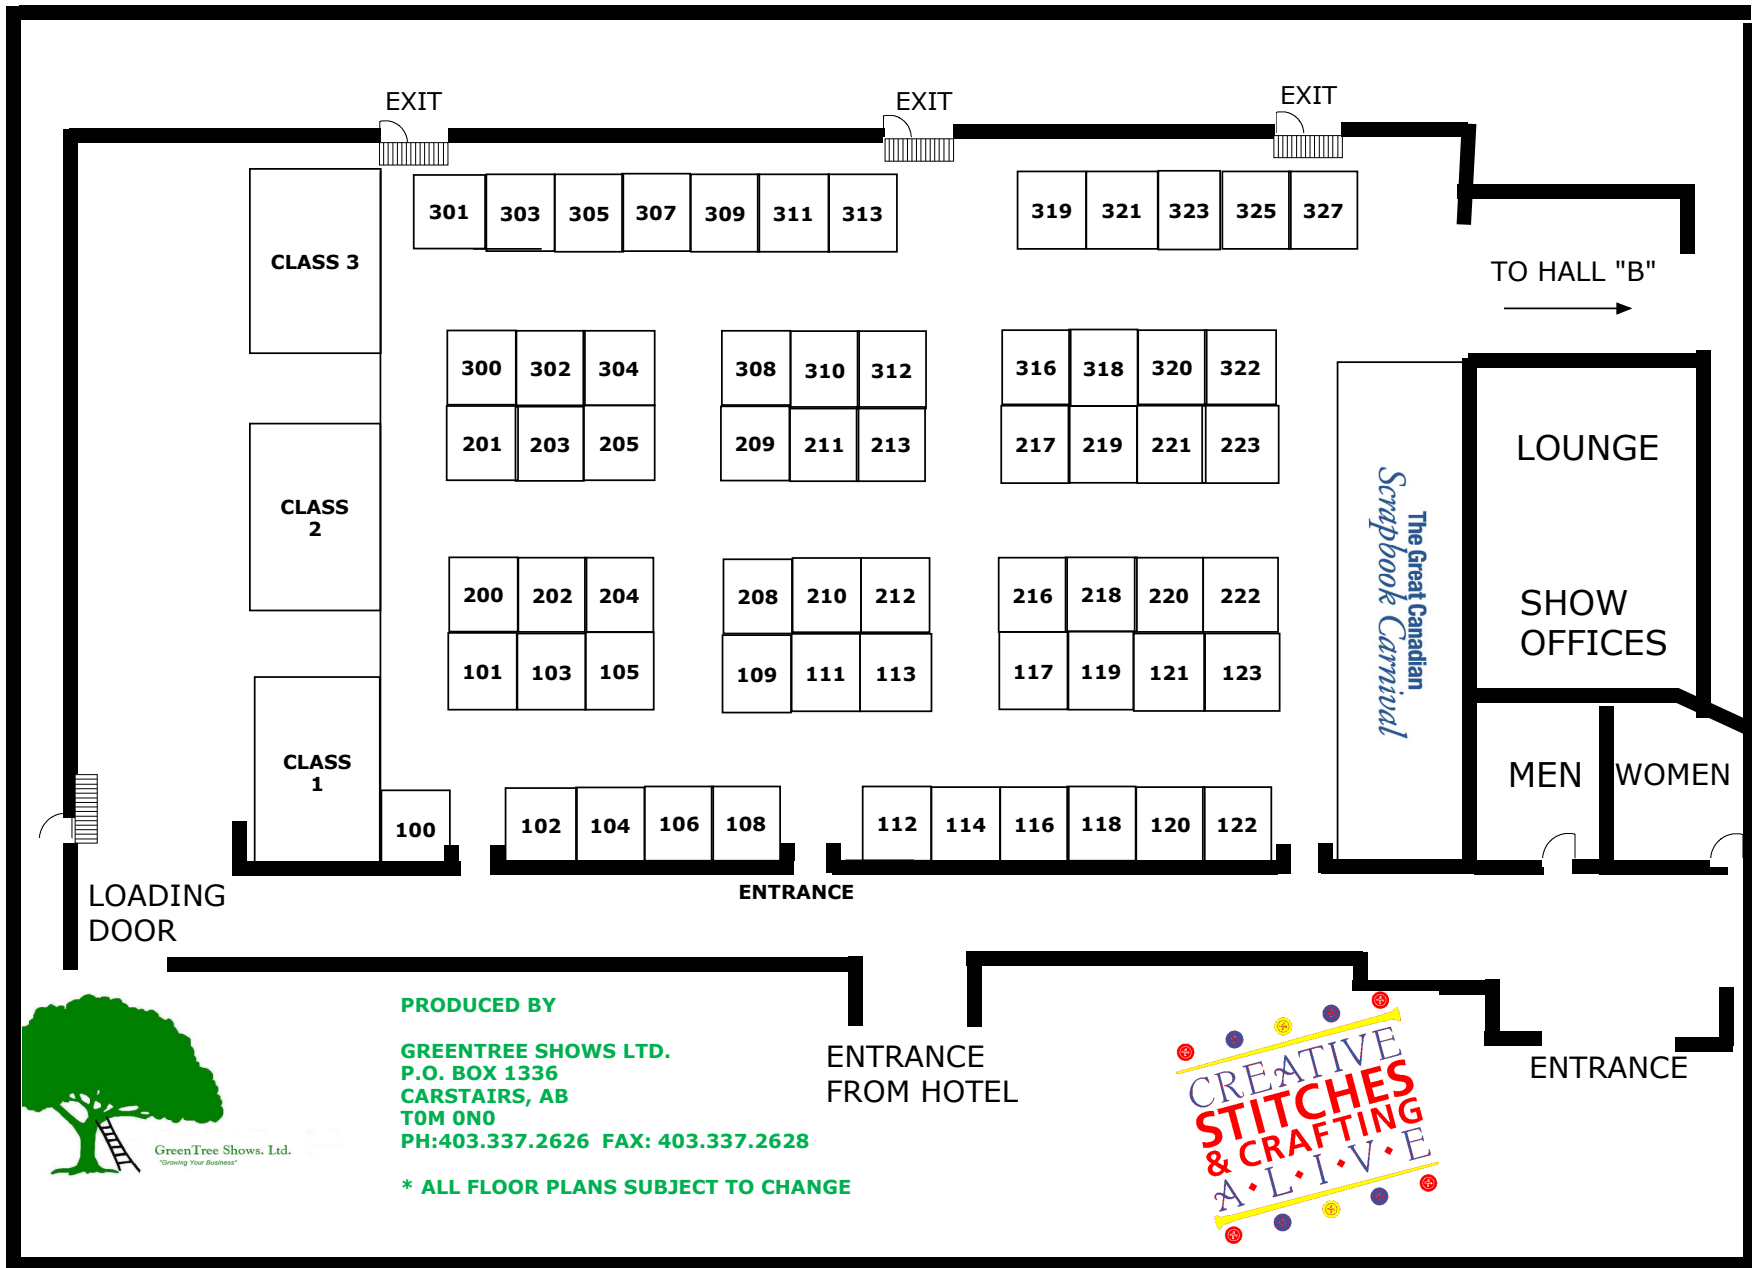 EXIT
EXIT
EXIT
301 303 305 307 309 311 313
319 321 323 325 327
CLASS 3
TO HALL "B"
300 302 304
308 310 312
316 318 320 322
201 203 205
209 211 213
217 219 221 223
CLASS
2
LOUNGE
The Great Canadian
Scrapbook Carnival
200 202 204
208 210 212
216 218 220 222
SHOW
OFFICES
101 103 105
109 111 113
117 119 121 123
CLASS
1
MEN
WOMEN
100
102 104 106 108
112 114 116 118 120 122
LOADING
DOOR
ENTRANCE
PRODUCED BY
GREENTREE SHOWS LTD.
P.O. BOX 1336
CARSTAIRS, AB
T0M 0N0
PH:403.337.2626 FAX: 403.337.2628
* ALL FLOOR PLANS SUBJECT TO CHANGE
GreenTree Shows. Ltd.
"Growing Your Business"
ENTRANCE
FROM HOTEL
CREATIVE
STITCHES
& CRAFTING
A·L·I·V·E
ENTRANCE